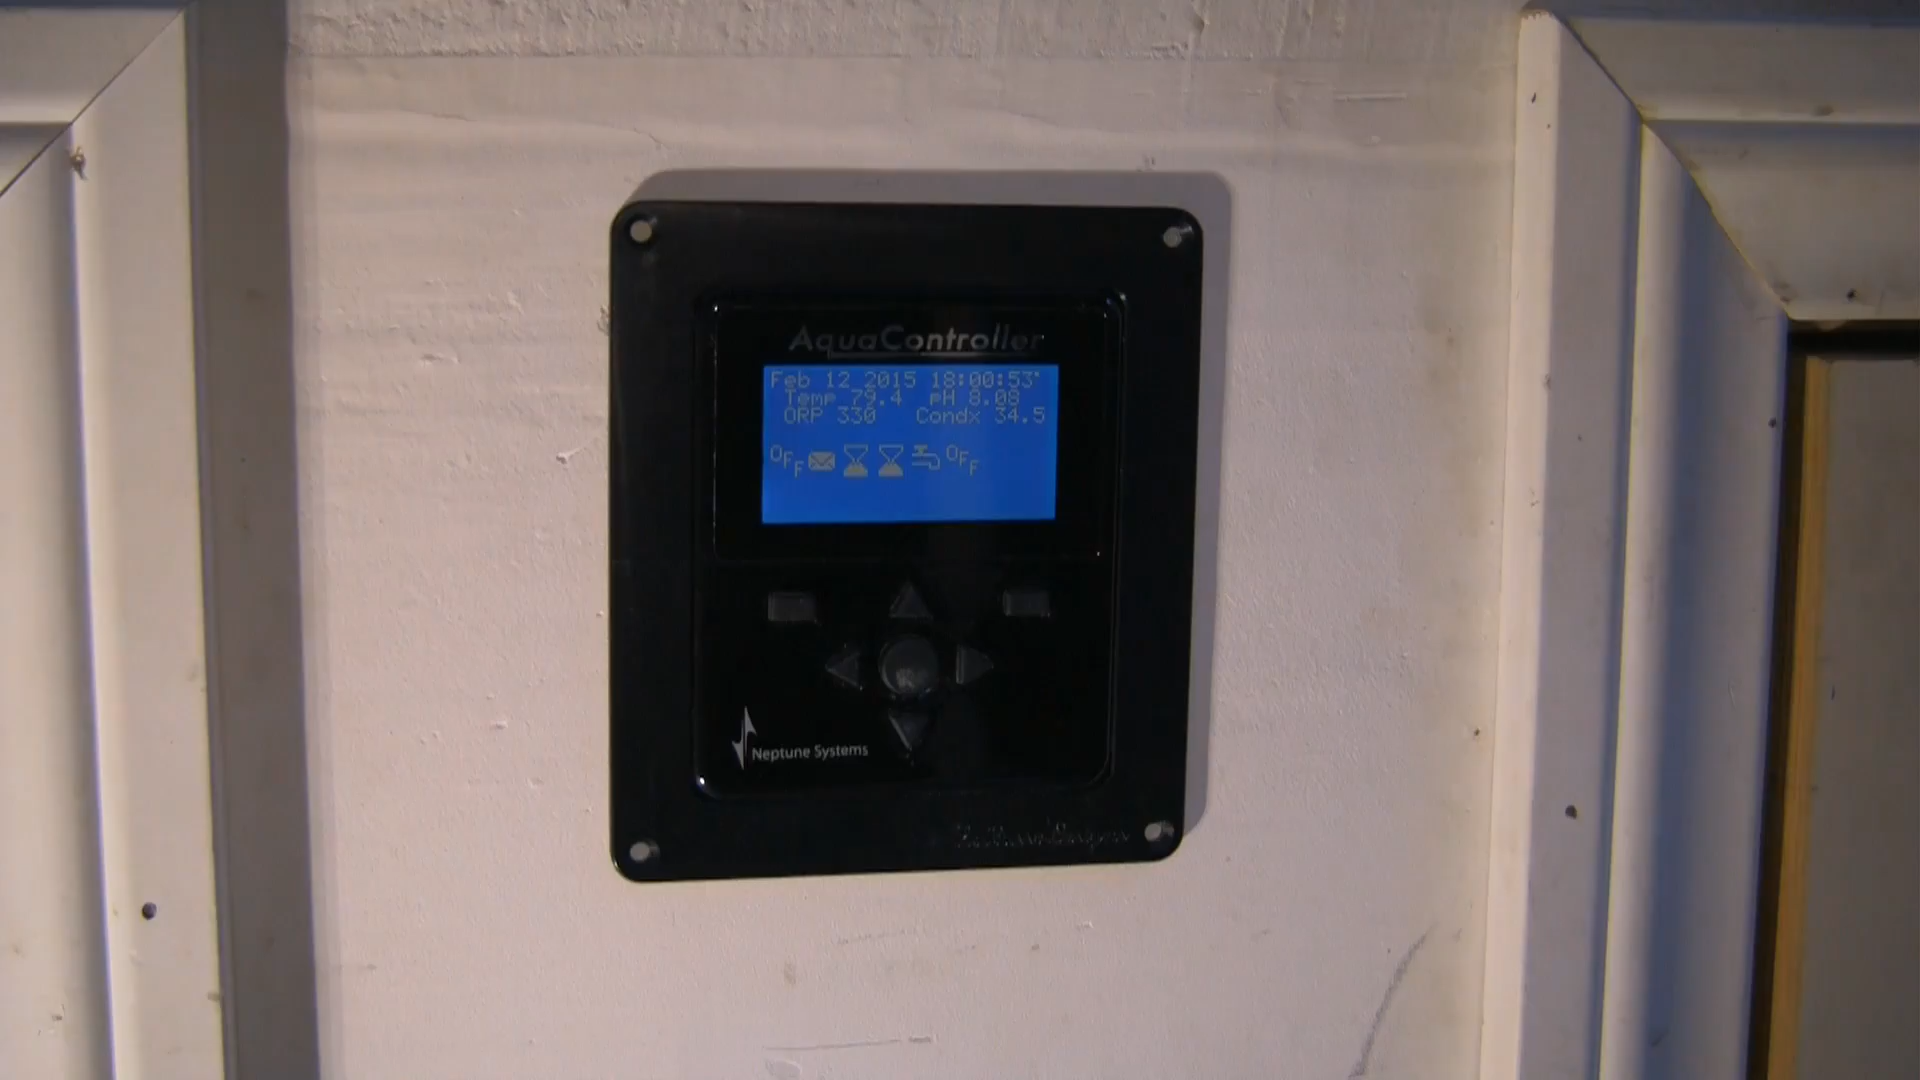 AquaController
Feb 12 2015 18:00:53
Temp 79.4 pH 8.08
ORP 330 Condx 34.5
OFF OFF
Neptune Systems